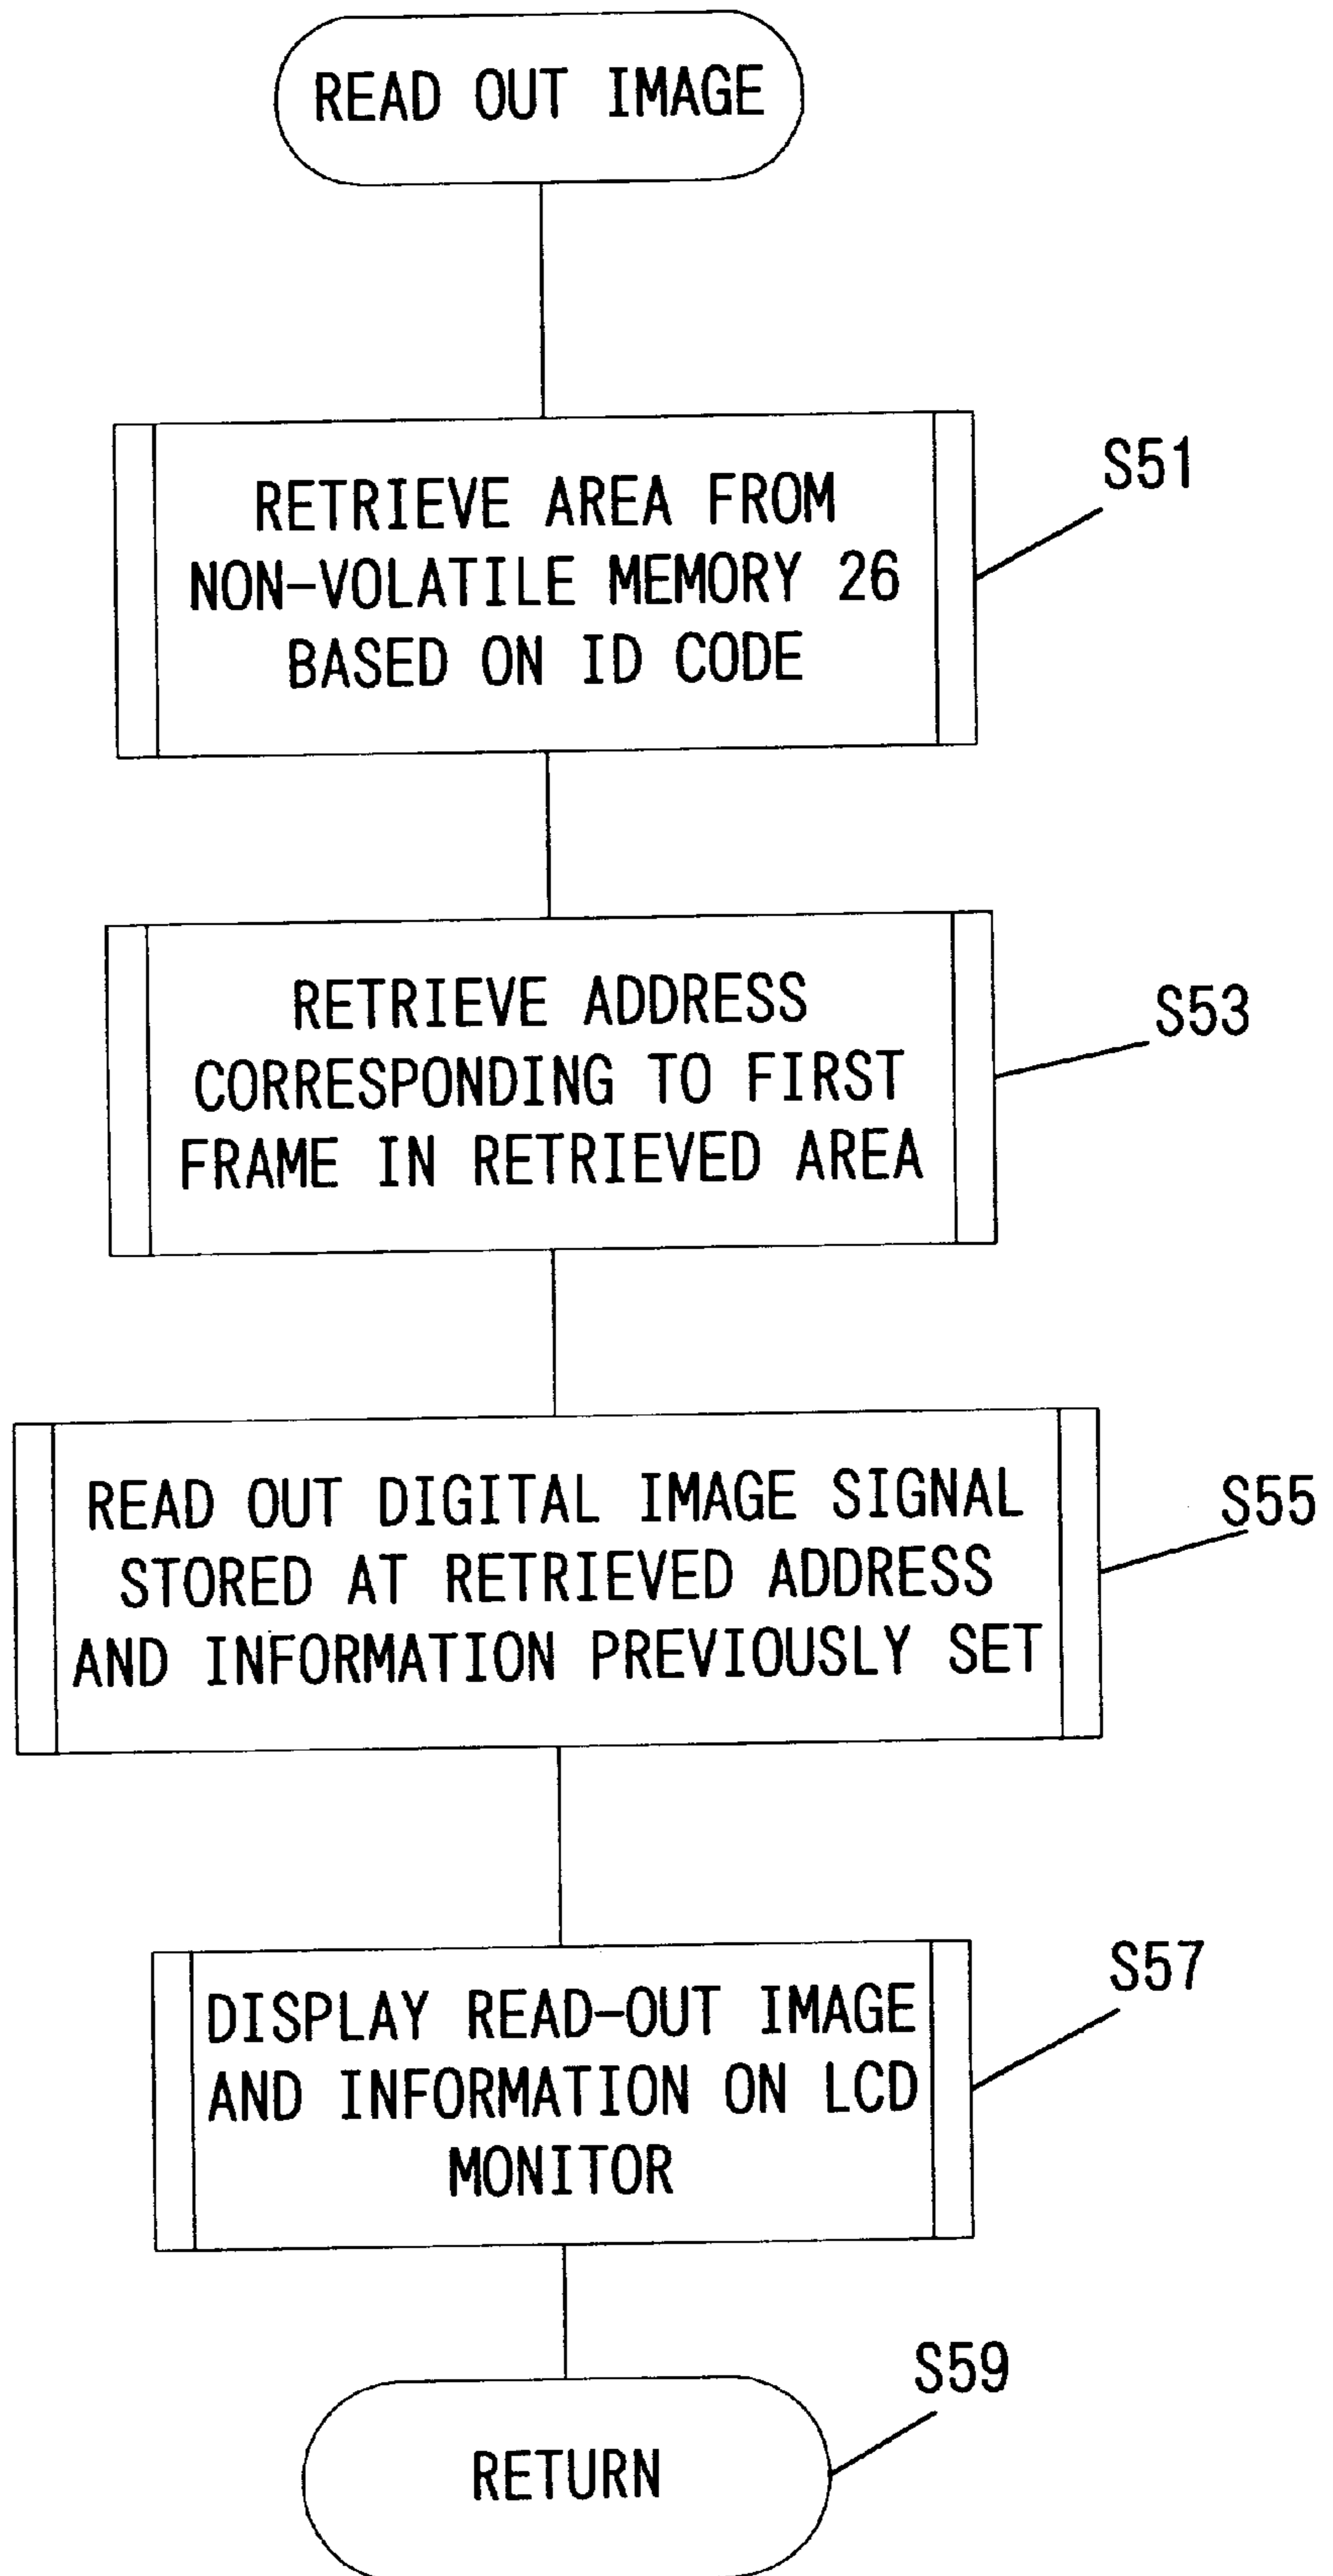 READ OUT IMAGE
RETRIEVE AREA FROM
NON-VOLATILE MEMORY 26
BASED ON ID CODE
S51
RETRIEVE ADDRESS
CORRESPONDING TO FIRST
FRAME IN RETRIEVED AREA
S53
READ OUT DIGITAL IMAGE SIGNAL
STORED AT RETRIEVED ADDRESS
AND INFORMATION PREVIOUSLY SET
S55
DISPLAY READ-OUT IMAGE
AND INFORMATION ON LCD
MONITOR
S57
RETURN
S59